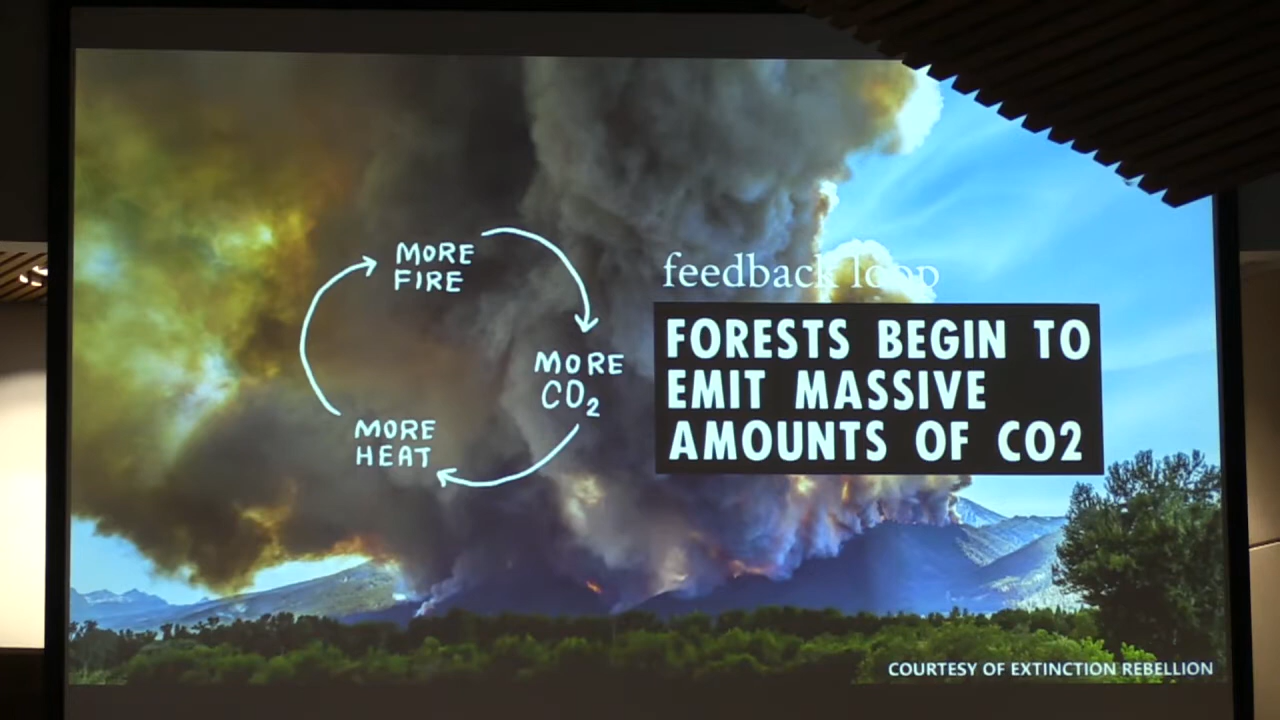 MORE
FIRE
MORE
CO₂
MORE
HEAT
feedback loop
FORESTS BEGIN TO
EMIT MASSIVE
AMOUNTS OF CO2
COURTESY OF EXTINCTION REBELLION